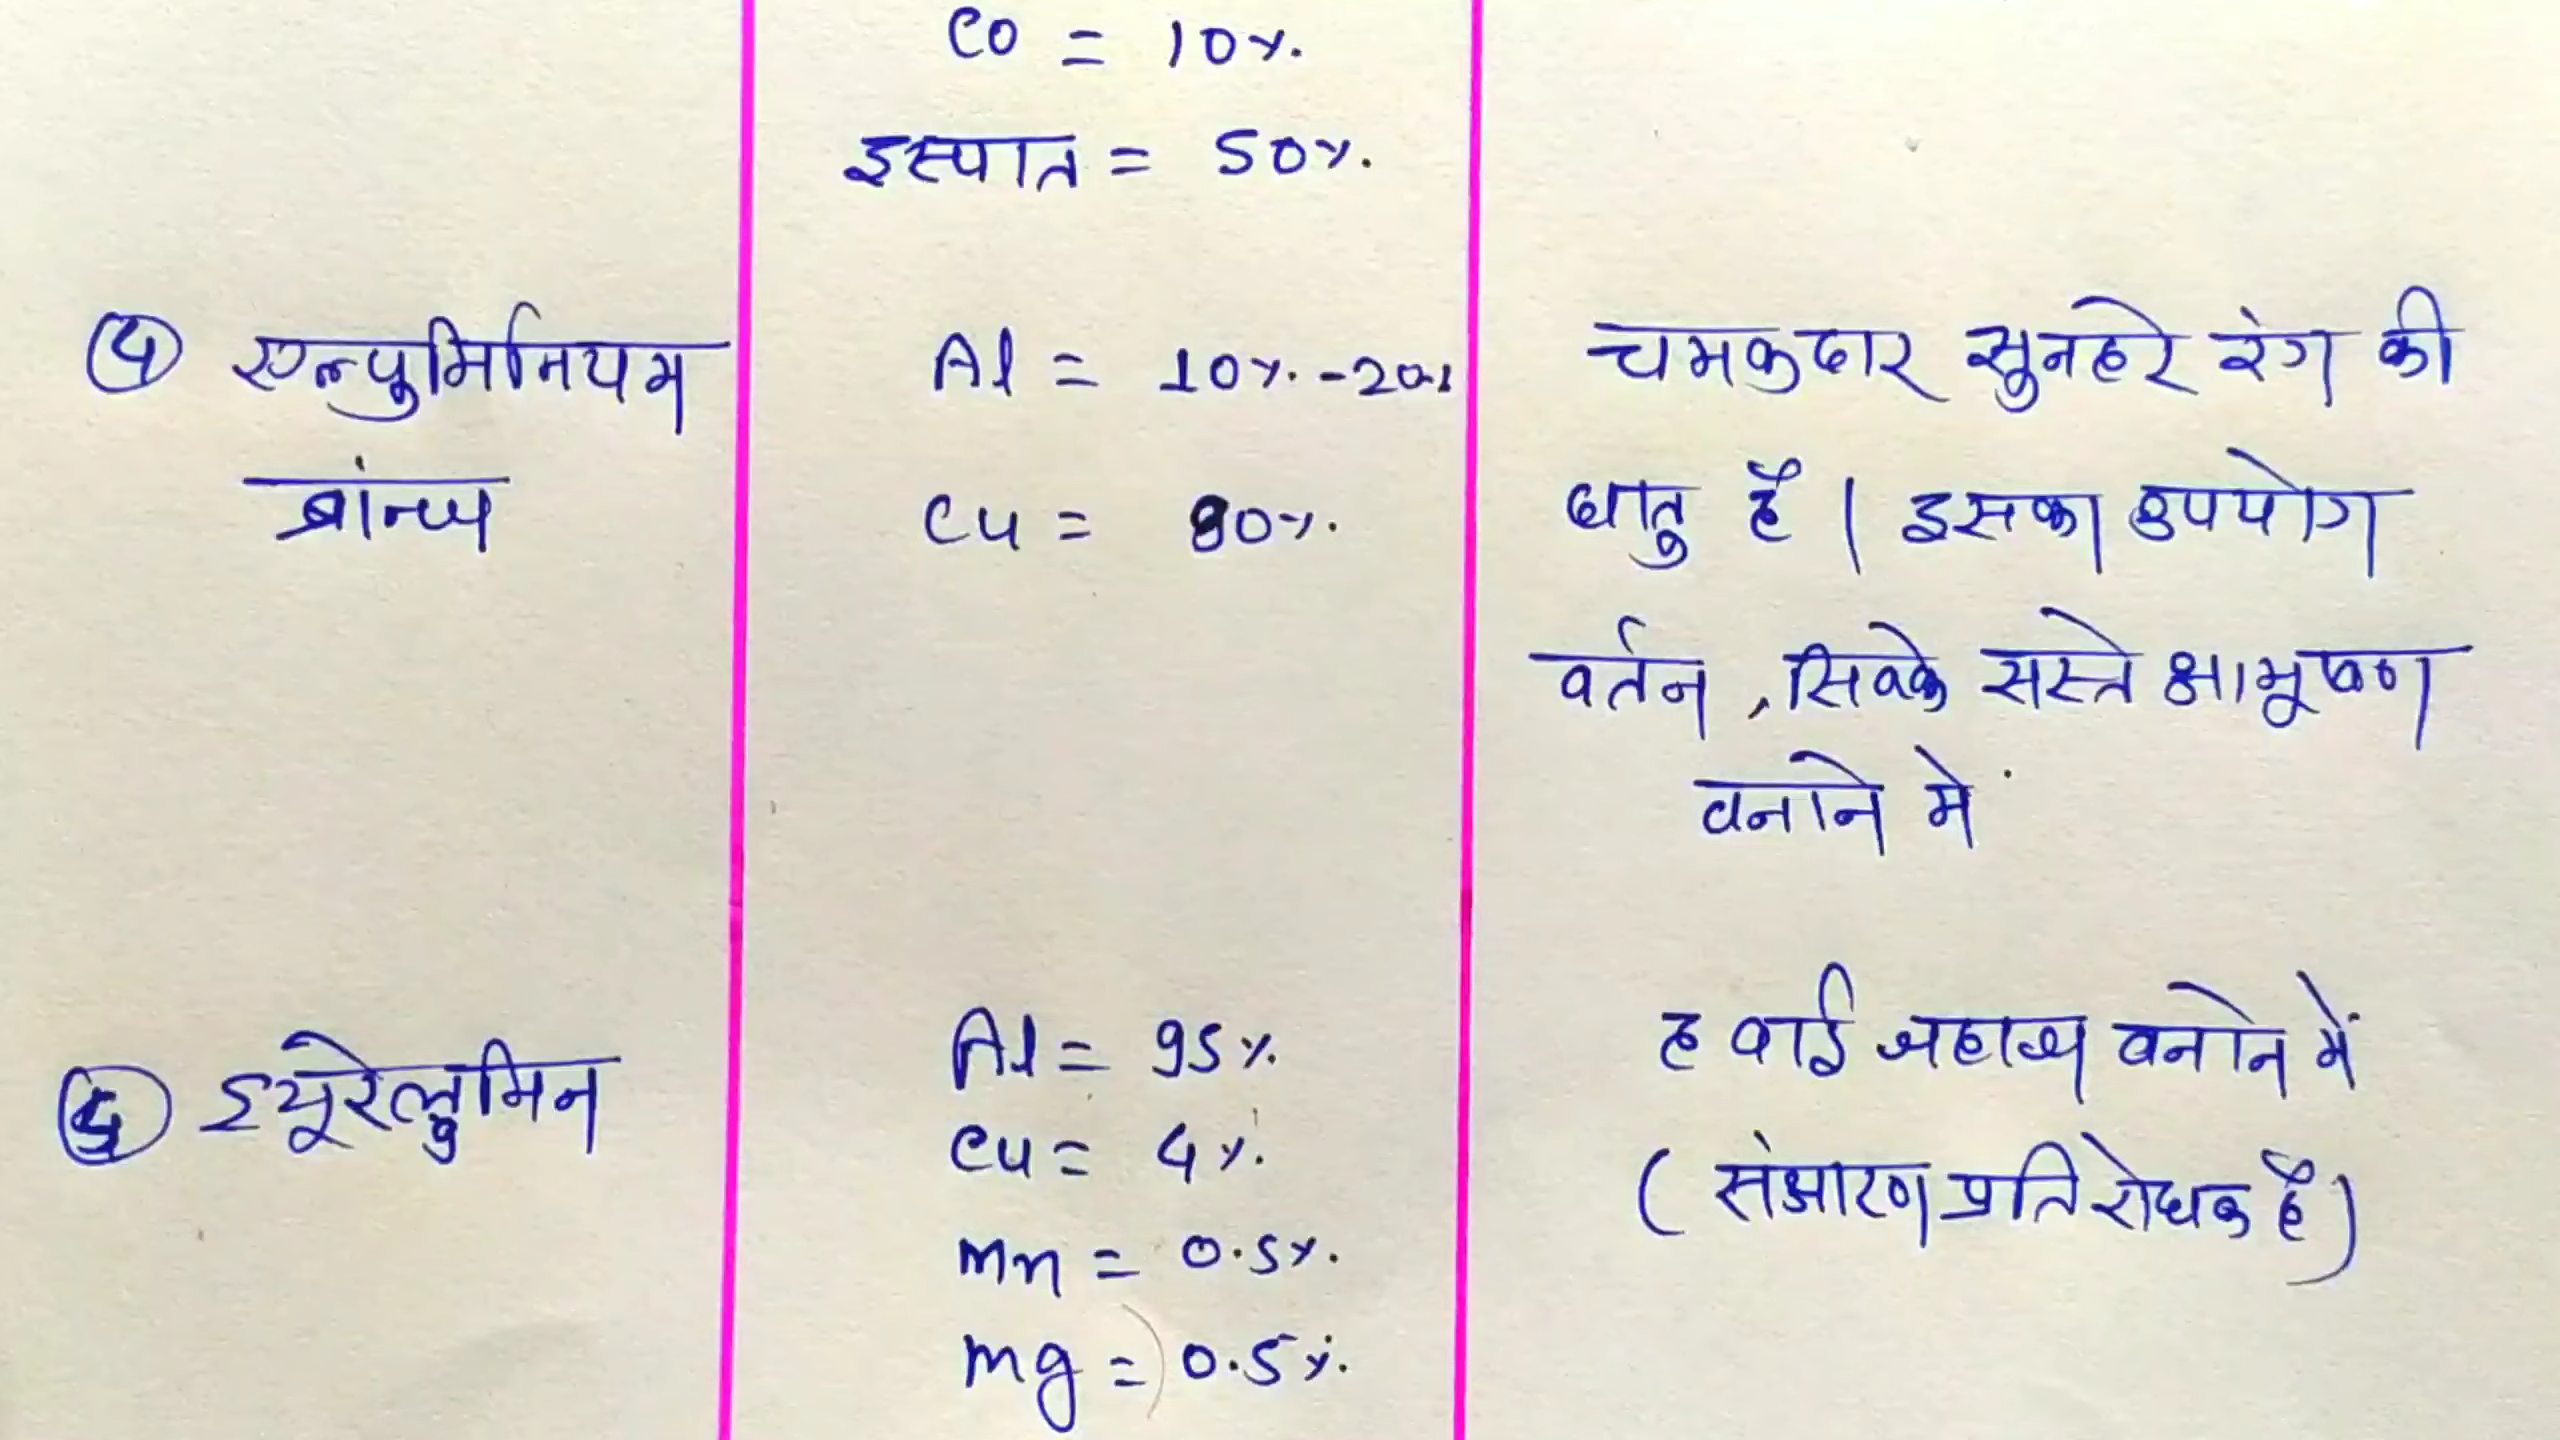 Co = 10%
इस्पात = 50%
④ एल्युमिनियम
ब्रांन्ज
Al = 10% - 20%
Cu = 80%
चमकदार सुनहरे रंग की
धातु है। इसका उपयोग
वर्तन, सिक्के सस्ते आभूषण
वनाने में
⑤ ड्यूरेलुमिन
Al = 95%
Cu = 4%
Mn = 0.5%
Mg = 0.5%
हवाई जहाज वनाने में
(संक्षारण प्रतिरोधक है)